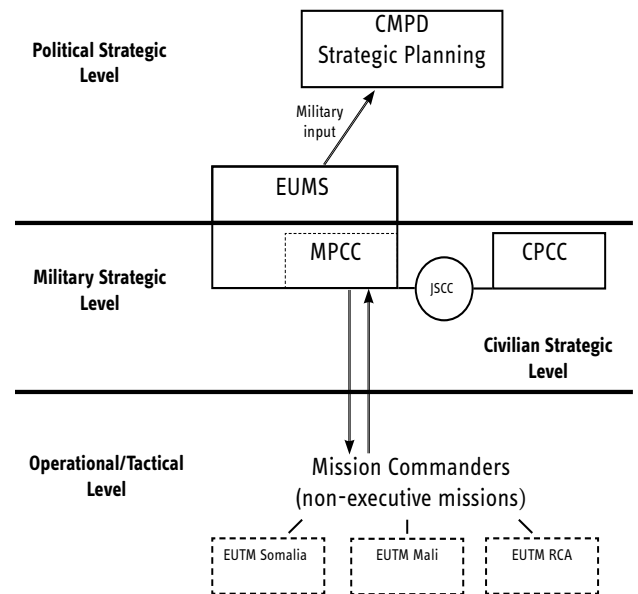 CMPD
Strategic Planning
Political Strategic
Level
Military
input
EUMS
MPCC
CPCC
JSCC
Military Strategic
Level
Civilian Strategic
Level
Operational/Tactical
Level
Mission Commanders
(non-executive missions)
EUTM Somalia
EUTM Mali
EUTM RCA